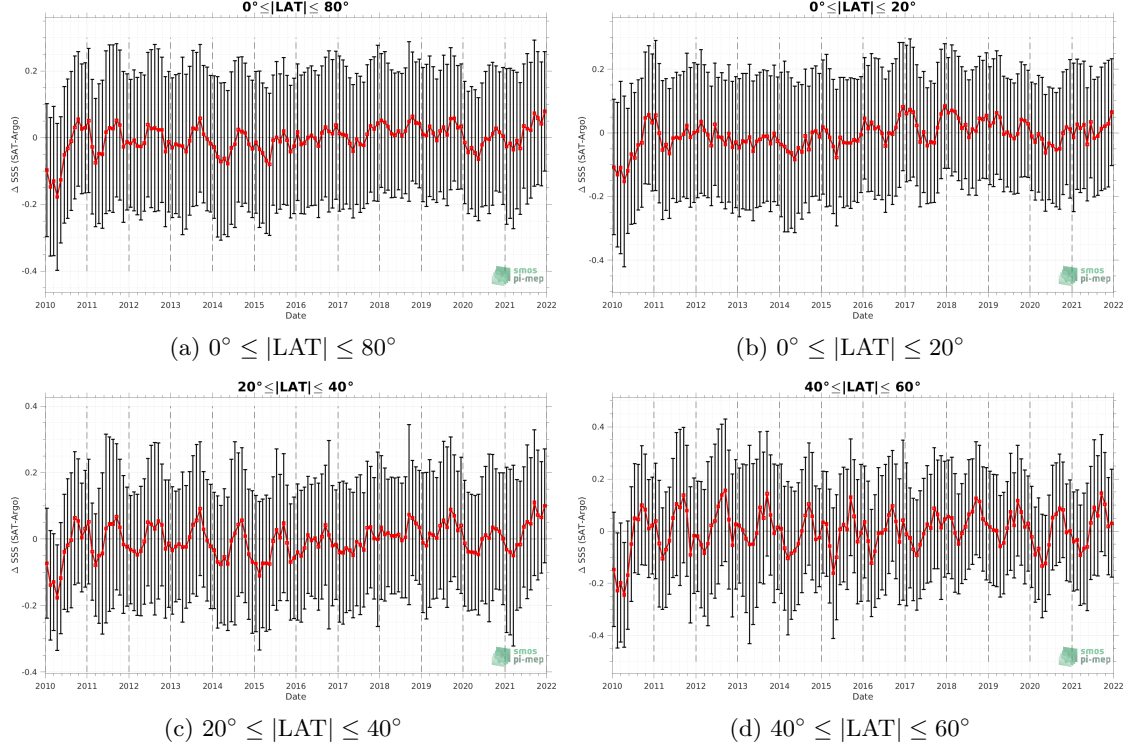 0°≤|LAT|≤ 80°
Δ SSS (SAT-Argo)
0.2
0
-0.2
-0.4
smos
pi-mep
2010 2011 2012 2013 2014 2015 2016 2017 2018 2019 2020 2021 2022
Date
(a) 0° ≤ |LAT| ≤ 80°
0°≤|LAT|≤ 20°
Δ SSS (SAT-Argo)
0.2
0
-0.2
-0.4
smos
pi-mep
2010 2011 2012 2013 2014 2015 2016 2017 2018 2019 2020 2021 2022
Date
(b) 0° ≤ |LAT| ≤ 20°
20°≤|LAT|≤ 40°
Δ SSS (SAT-Argo)
0.4
0.2
0
-0.2
-0.4
smos
pi-mep
2010 2011 2012 2013 2014 2015 2016 2017 2018 2019 2020 2021 2022
Date
(c) 20° ≤ |LAT| ≤ 40°
40°≤|LAT|≤ 60°
Δ SSS (SAT-Argo)
0.4
0.2
0
-0.2
-0.4
smos
pi-mep
2010 2011 2012 2013 2014 2015 2016 2017 2018 2019 2020 2021 2022
Date
(d) 40° ≤ |LAT| ≤ 60°